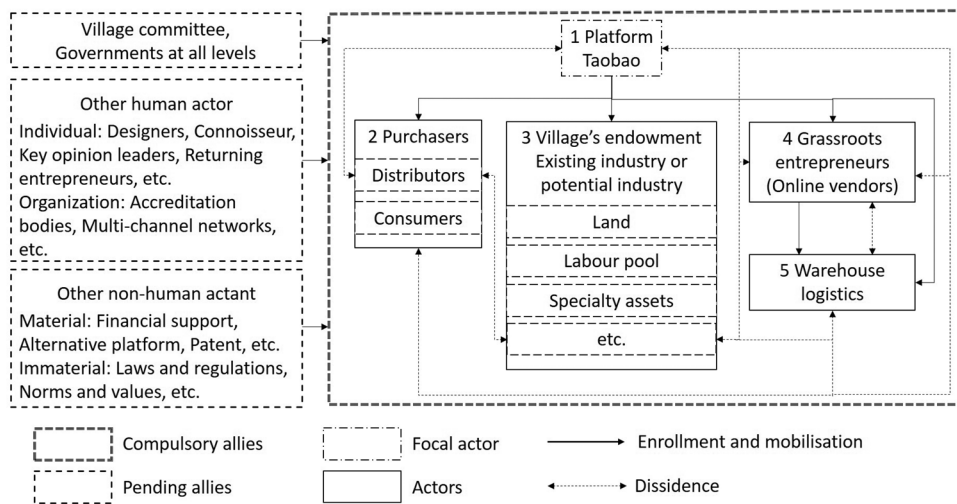 Village committee,
Governments at all levels
Other human actor
Individual: Designers, Connoisseur,
Key opinion leaders, Returning
entrepreneurs, etc.
Organization: Accreditation
bodies, Multi-channel networks,
etc.
Other non-human actant
Material: Financial support,
Alternative platform, Patent, etc.
Immaterial: Laws and regulations,
Norms and values, etc.
1 Platform
Taobao
2 Purchasers
Distributors
Consumers
3 Village’s endowment
Existing industry or
potential industry
Land
Labour pool
Specialty assets
etc.
4 Grassroots
entrepreneurs
(Online vendors)
5 Warehouse
logistics
Compulsory allies
Focal actor
Enrollment and mobilisation
Pending allies
Actors
Dissidence